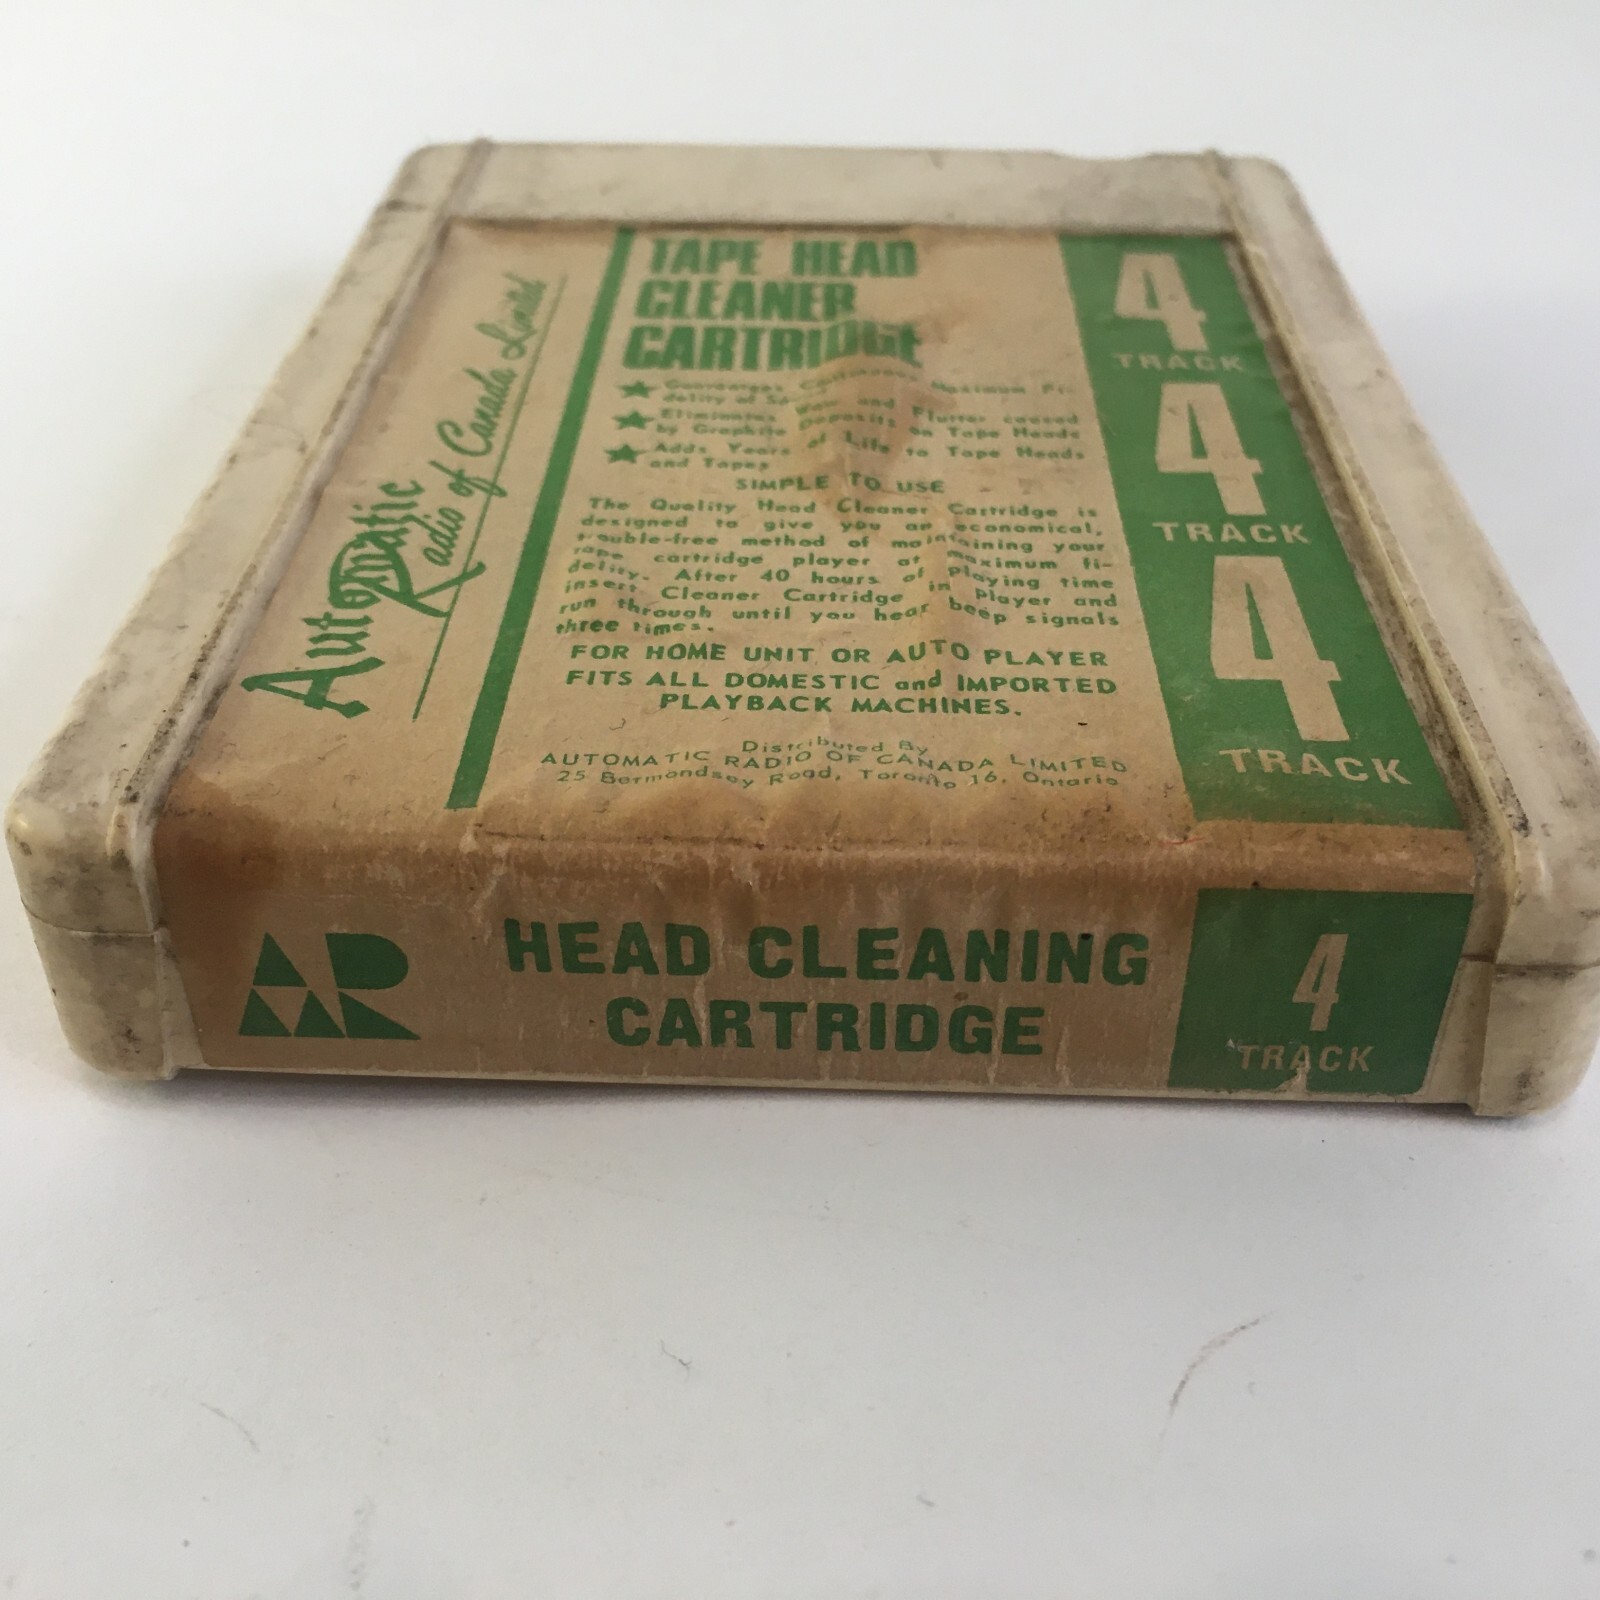 Automatic
Radio of Canada Limited
TAPE HEAD
CLEANER
CARTRIDGE
Guarantees Continuous Maximum Fi-
delity of
Eliminates Wow and Flutter caused
by Graphite Deposits on Tape Heads
Adds Years of Life to Tape Heads
and Tapes
SIMPLE TO USE
The Quality Head Cleaner Cartridge is
designed to give you an economical,
trouble-free method of maintaining your
tape cartridge player at maximum fi-
delity. After 40 hours of playing time
insert Cleaner Cartridge in Player and
run through until you hear beep signals
three times.
FOR HOME UNIT OR AUTO PLAYER
FITS ALL DOMESTIC and IMPORTED
PLAYBACK MACHINES.
Distributed By
AUTOMATIC RADIO OF CANADA LIMITED
25 Bermondsey Road, Toronto 16, Ontario
4
TRACK
4
TRACK
4
TRACK
AR
HEAD CLEANING
CARTRIDGE
4
TRACK